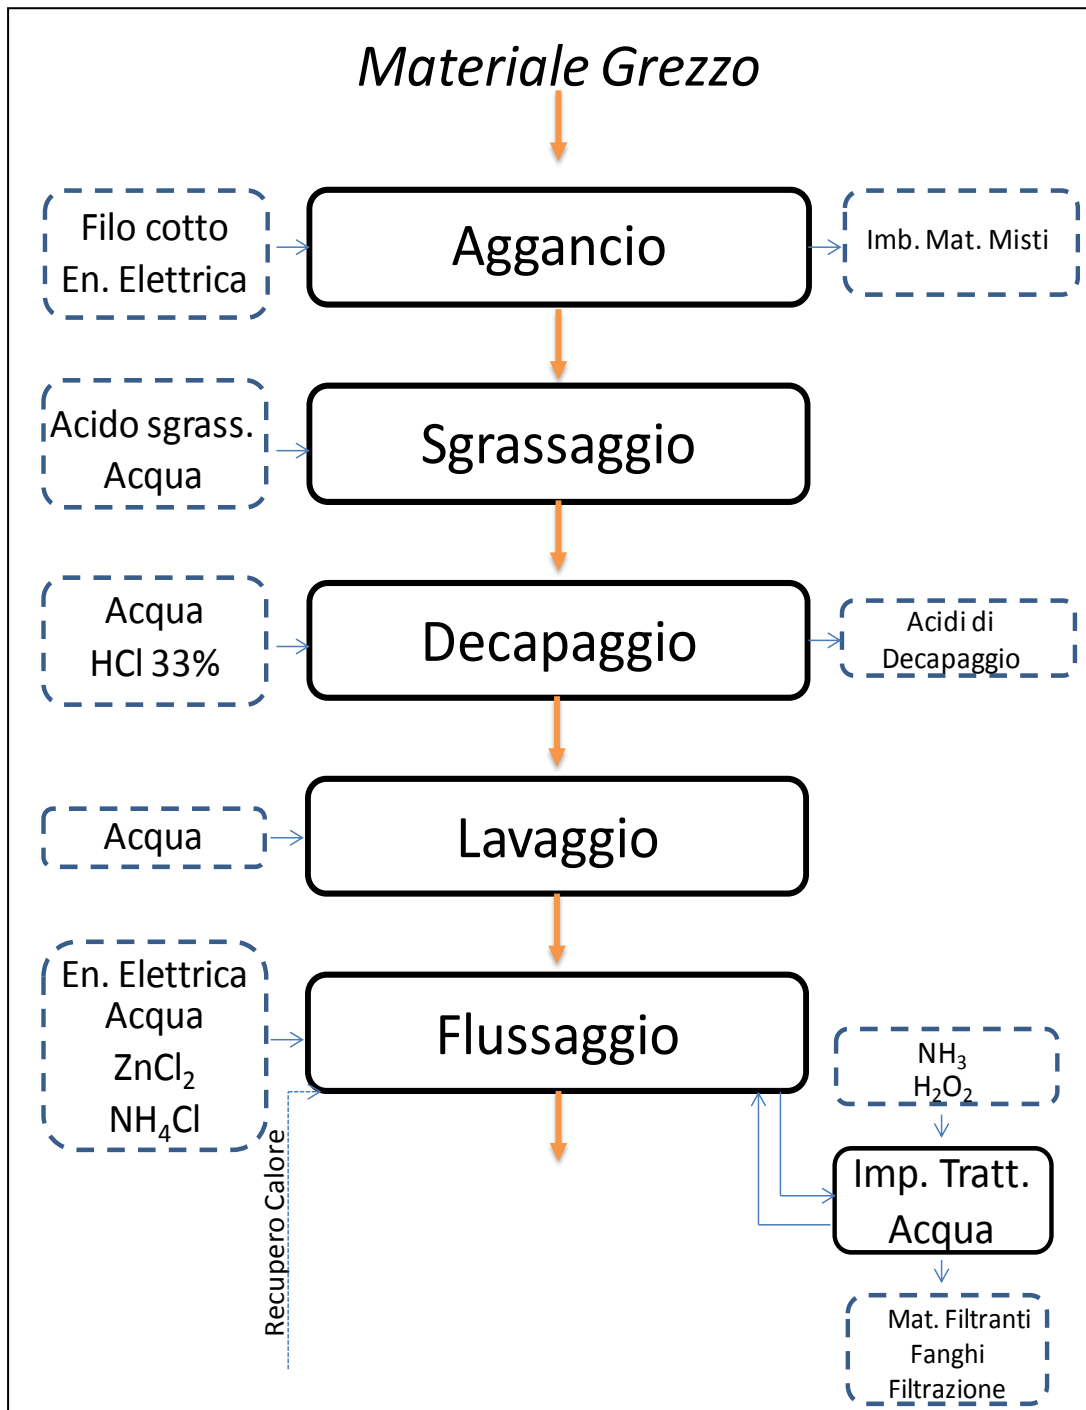 Materiale Grezzo
Filo cotto
En. Elettrica
Aggancio
Imb. Mat. Misti
Acido sgrass.
Acqua
Sgrassaggio
Acqua
HCl 33%
Decapaggio
Acidi di
Decapaggio
Acqua
Lavaggio
En. Elettrica
Acqua
ZnCl₂
NH₄Cl
Flussaggio
Recupero Calore
NH₃
H₂O₂
Imp. Tratt.
Acqua
Mat. Filtranti
Fanghi
Filtrazione